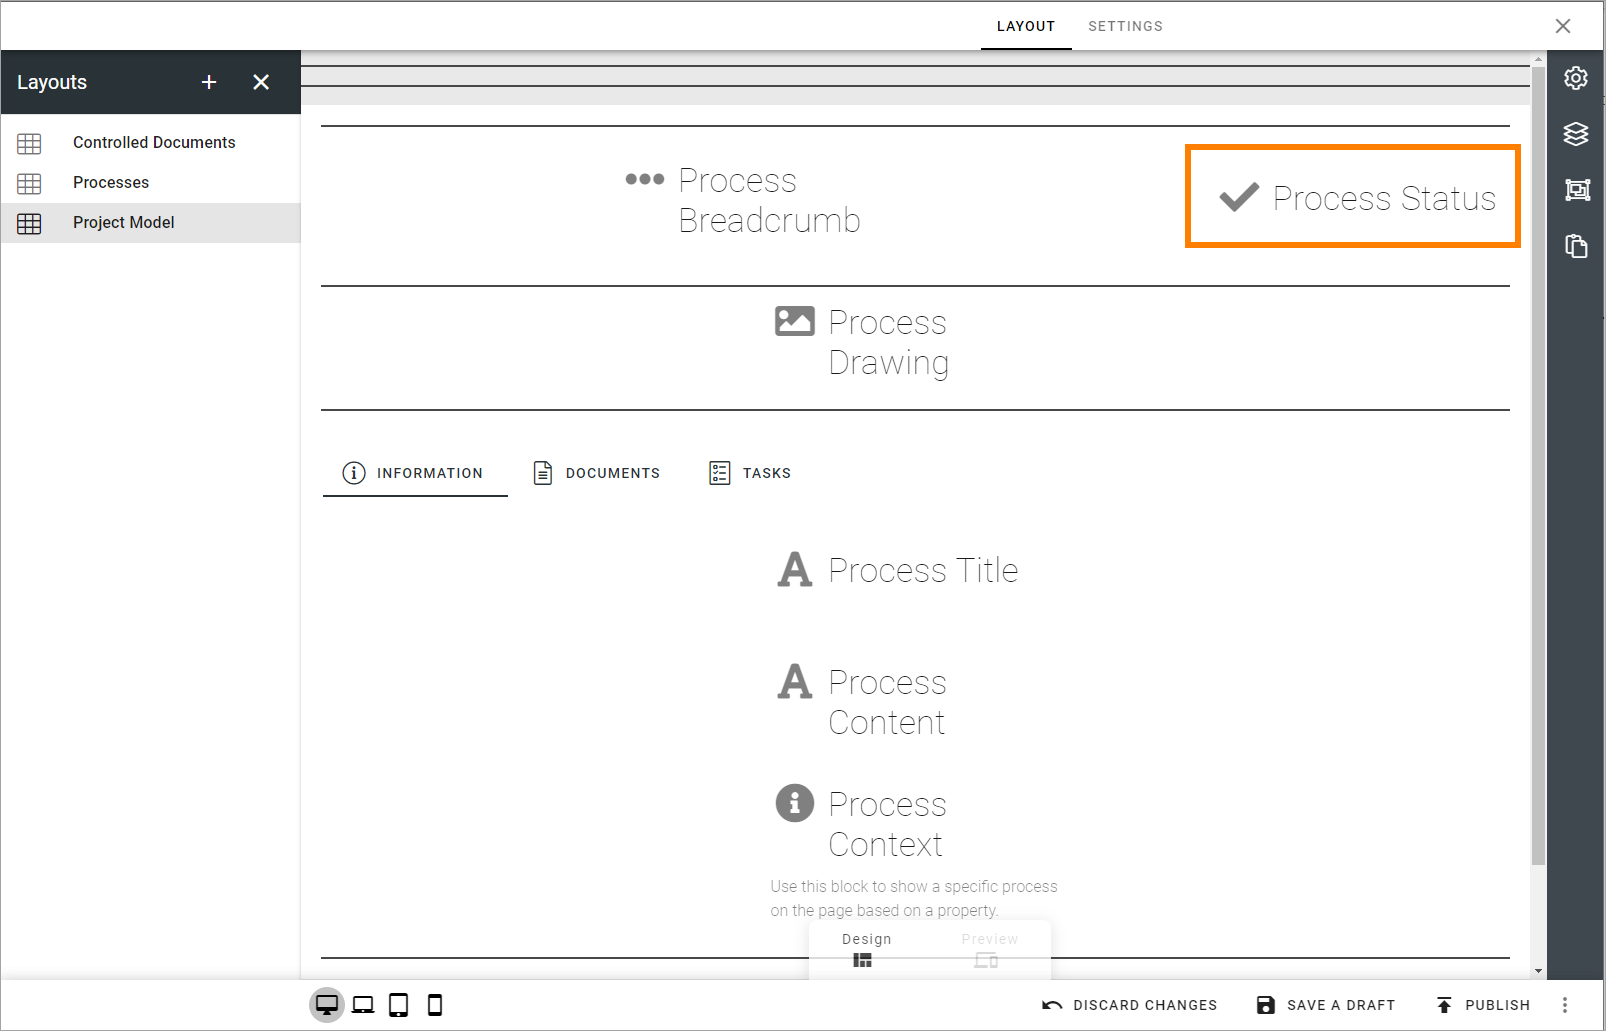 LAYOUT
SETTINGS
Layouts
Controlled Documents
Processes
Project Model
Process
Breadcrumb
Process Status
Process
Drawing
INFORMATION
DOCUMENTS
TASKS
Process Title
Process
Content
Process
Context
Use this block to show a specific process
on the page based on a property.
Design
Preview
DISCARD CHANGES
SAVE A DRAFT
PUBLISH